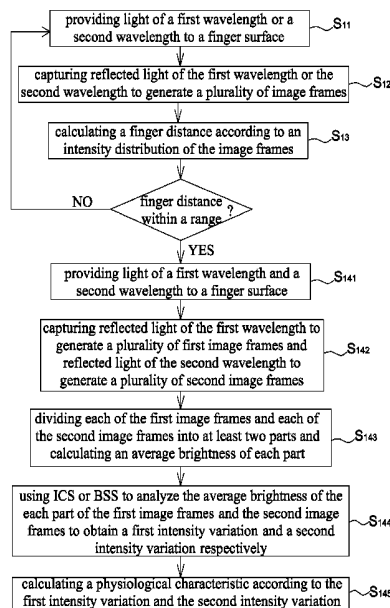 providing light of a first wavelength or a
second wavelength to a finger surface
S11
capturing reflected light of the first wavelength or the
second wavelength to generate a plurality of image frames
S12
calculating a finger distance according to an
intensity distribution of the image frames
S13
NO
finger distance
within a range
?
YES
providing light of a first wavelength and a
second wavelength to a finger surface
S141
capturing reflected light of the first wavelength to
generate a plurality of first image frames and
reflected light of the second wavelength to
generate a plurality of second image frames
S142
dividing each of the first image frames and each of
the second image frames into at least two parts and
calculating an average brightness of each part
S143
using ICS or BSS to analyze the average brightness of the
each part of the first image frames and the second image
frames to obtain a first intensity variation and a second
intensity variation respectively
S144
calculating a physiological characteristic according to the
first intensity variation and the second intensity variation
S145